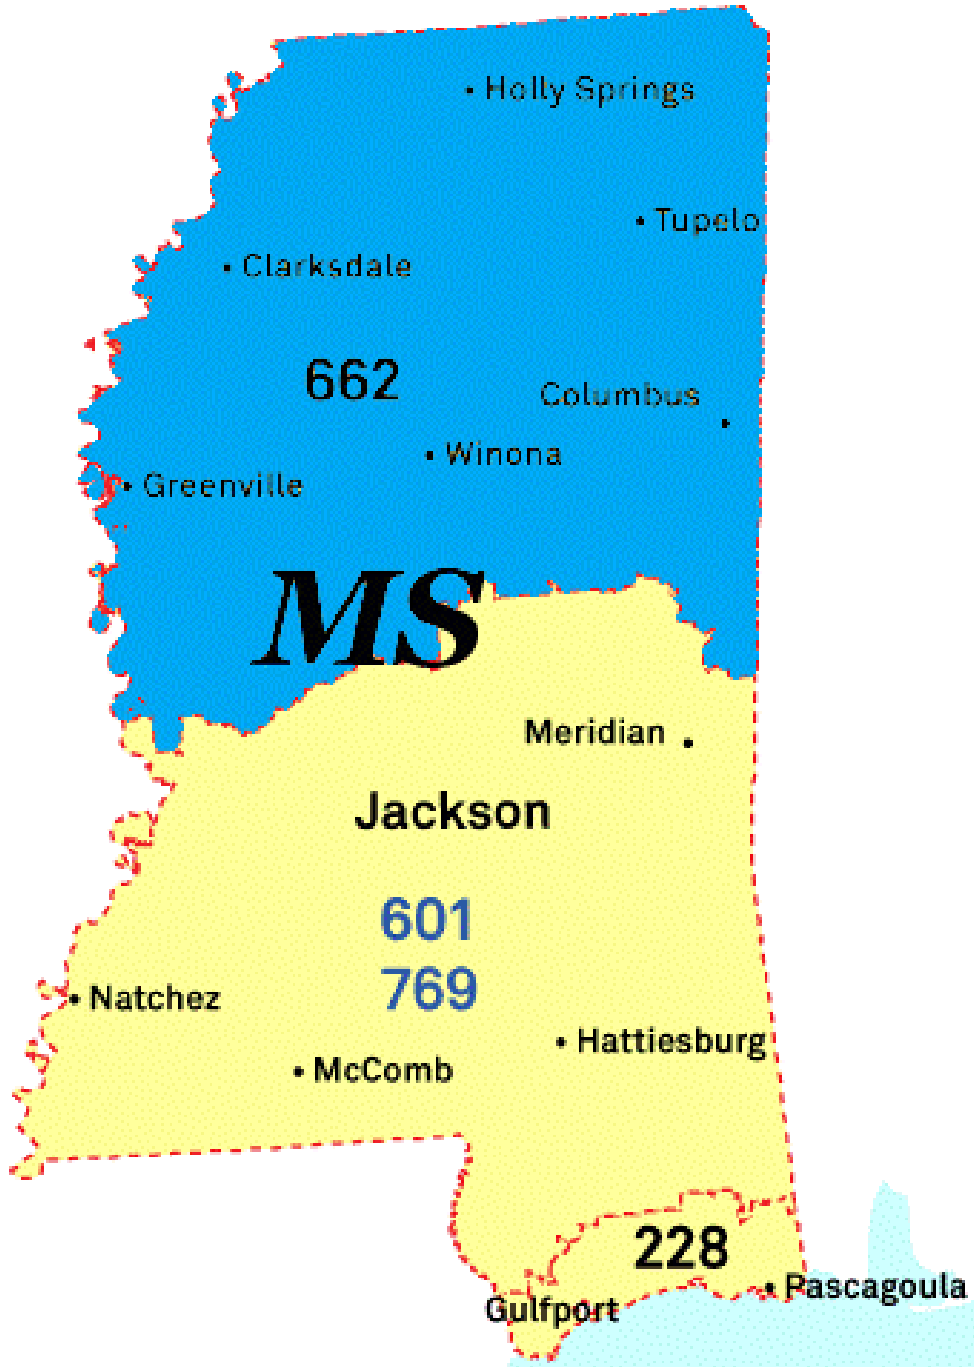 Holly Springs
Tupelo
Clarksdale
662
Columbus
Winona
Greenville
MS
Meridian
Jackson
601
769
Natchez
Hattiesburg
McComb
228
Pascagoula
Gulfport